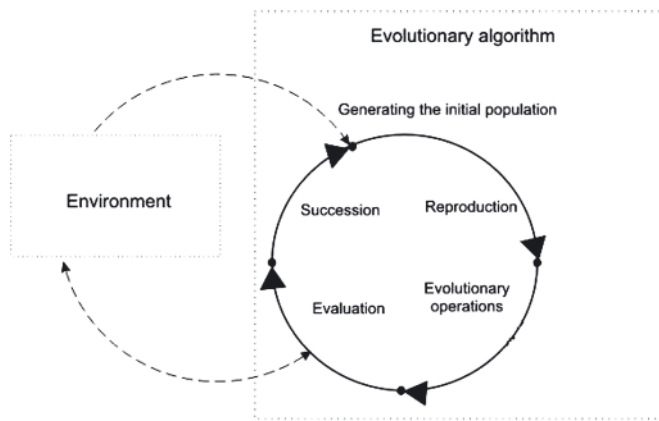 Evolutionary algorithm
Generating the initial population
Environment
Succession
Reproduction
Evaluation
Evolutionary
operations